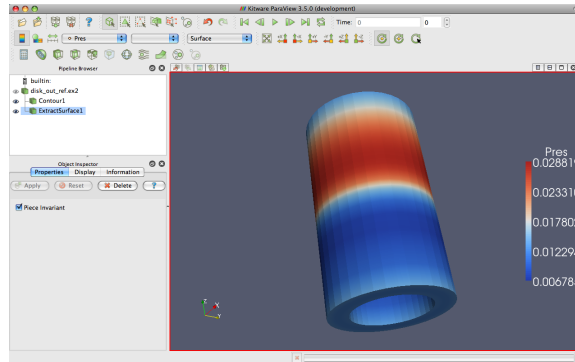 Kitware ParaView 3.5.0 (development)
Time: 0
0
Pres
Surface
Pipeline Browser
builtin:
disk_out_ref.ex2
Contour1
ExtractSurface1
Object Inspector
Properties Display Information
Apply Reset Delete ?
Piece Invariant
Pres
0.02881
0.02331
0.01780
0.01229
0.00678
Z
X
Y